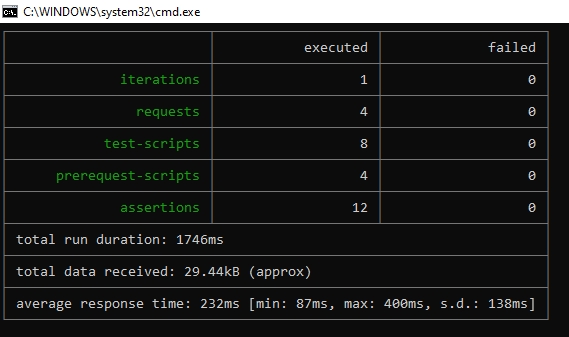 C:\WINDOWS\system32\cmd.exe
executed failed
iterations 1 0
requests 4 0
test-scripts 8 0
prerequest-scripts 4 0
assertions 12 0
total run duration: 1746ms
total data received: 29.44kB (approx)
average response time: 232ms [min: 87ms, max: 400ms, s.d.: 138ms]